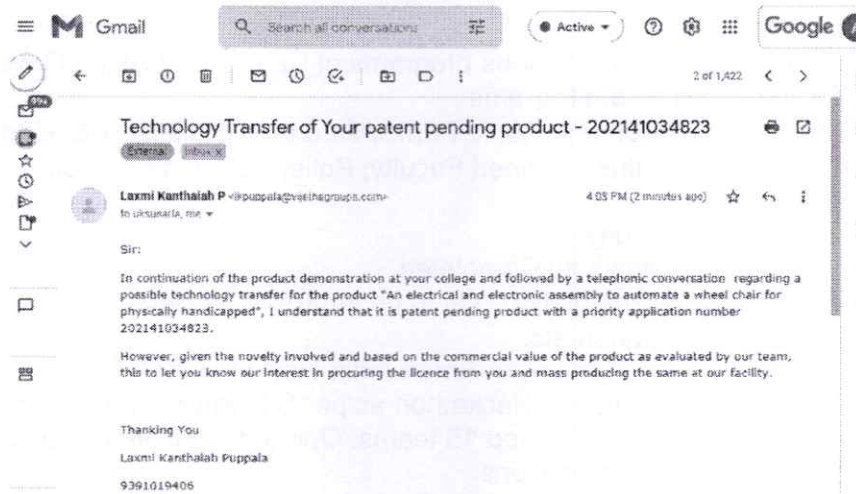 Gmail
Search all conversations
Active
Google
2 of 1,422
99+
Technology Transfer of Your patent pending product - 202141034823
External Inbox x
Laxmi Kanthaiah P
4:03 PM (2 minutes ago)
me
Sir:
In continuation of the product demonstration at your college and followed by a telephonic conversation regarding a
possible technology transfer for the product "An electrical and electronic assembly to automate a wheel chair for
physically handicapped", I understand that it is patent pending product with a priority application number
202141034823.
However, given the novelty involved and based on the commercial value of the product as evaluated by our team,
this to let you know our interest in procuring the licence from you and mass producing the same at our facility.
Thanking You
Laxmi Kanthaiah Puppala
9391019406